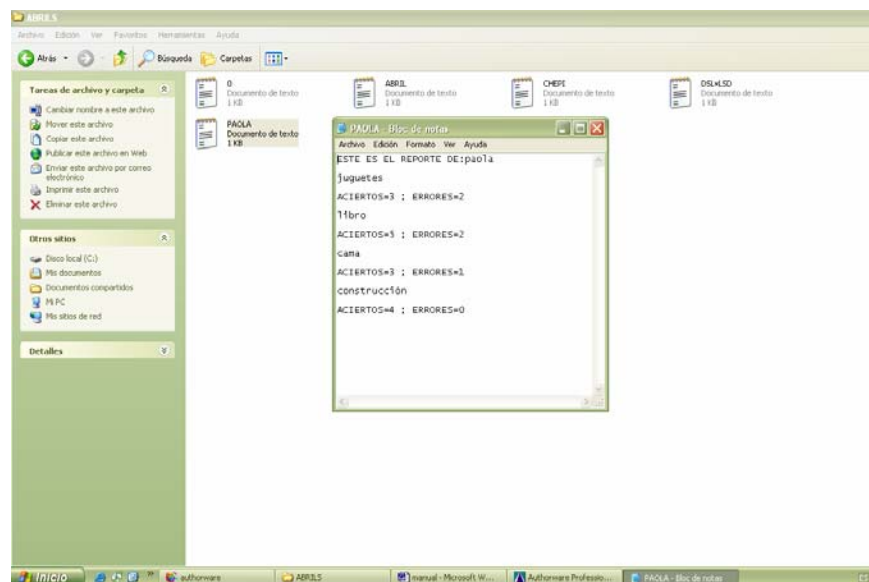 ABRILS
Archivo Edición Ver Favoritos Herramientas Ayuda
Atrás Búsqueda Carpetas
Tareas de archivo y carpeta
Cambiar nombre a este archivo
Mover este archivo
Copiar este archivo
Publicar este archivo en Web
Enviar este archivo por correo
electrónico
Imprimir este archivo
Eliminar este archivo
Otros sitios
Disco local (C:)
Mis documentos
Documentos compartidos
Mi PC
Mis sitios de red
Detalles
0
Documento de texto
1 KB
ABRIL
Documento de texto
1 KB
CHEPI
Documento de texto
1 KB
Documento de texto
1 KB
PAOLA
Documento de texto
1 KB
PAOLA - Bloc de notas
Archivo Edición Formato Ver Ayuda
ESTE ES EL REPORTE DE:paola
juguetes
ACIERTOS=3 ; ERRORES=2
libro
ACIERTOS=5 ; ERRORES=2
cama
ACIERTOS=3 ; ERRORES=1
construcción
ACIERTOS=4 ; ERRORES=0
Inicio
authorware
ABRILS
manual - Microsoft W...
Authorware Professio...
PAOLA - Bloc de notas